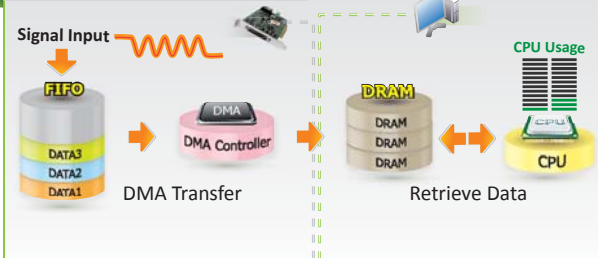 Signal Input
CPU Usage
FIFO
DRAM
DMA
CPU
DRAM
DATA3
DMA Controller
DRAM
DATA2
CPU
DRAM
DATA1
DMA Transfer
Retrieve Data